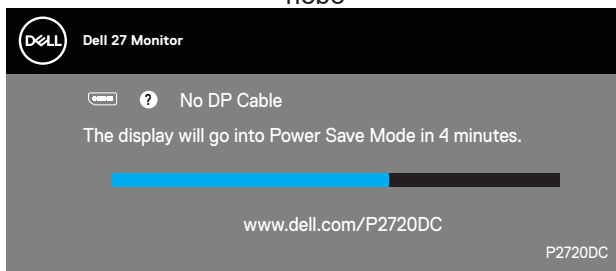 nebo
DELL
Dell 27 Monitor
? No DP Cable
The display will go into Power Save Mode in 4 minutes.
www.dell.com/P2720DC
P2720DC